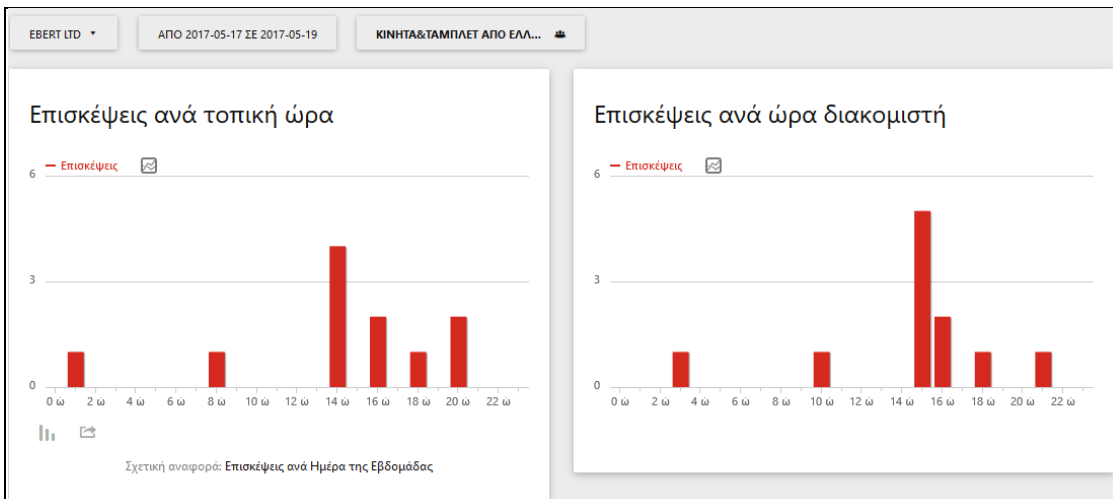 EBERT LTD
ΑΠΟ 2017-05-17 ΣΕ 2017-05-19
ΚΙΝΗΤΑ&ΤΑΜΠΛΕΤ ΑΠΟ ΕΛΛ...
Επισκέψεις ανά τοπική ώρα
Επισκέψεις
6
3
0
0 ω 2 ω 4 ω 6 ω 8 ω 10 ω 12 ω 14 ω 16 ω 18 ω 20 ω 22 ω
Σχετική αναφορά: Επισκέψεις ανά Ημέρα της Εβδομάδας
Επισκέψεις ανά ώρα διακομιστή
Επισκέψεις
6
3
0
0 ω 2 ω 4 ω 6 ω 8 ω 10 ω 12 ω 14 ω 16 ω 18 ω 20 ω 22 ω